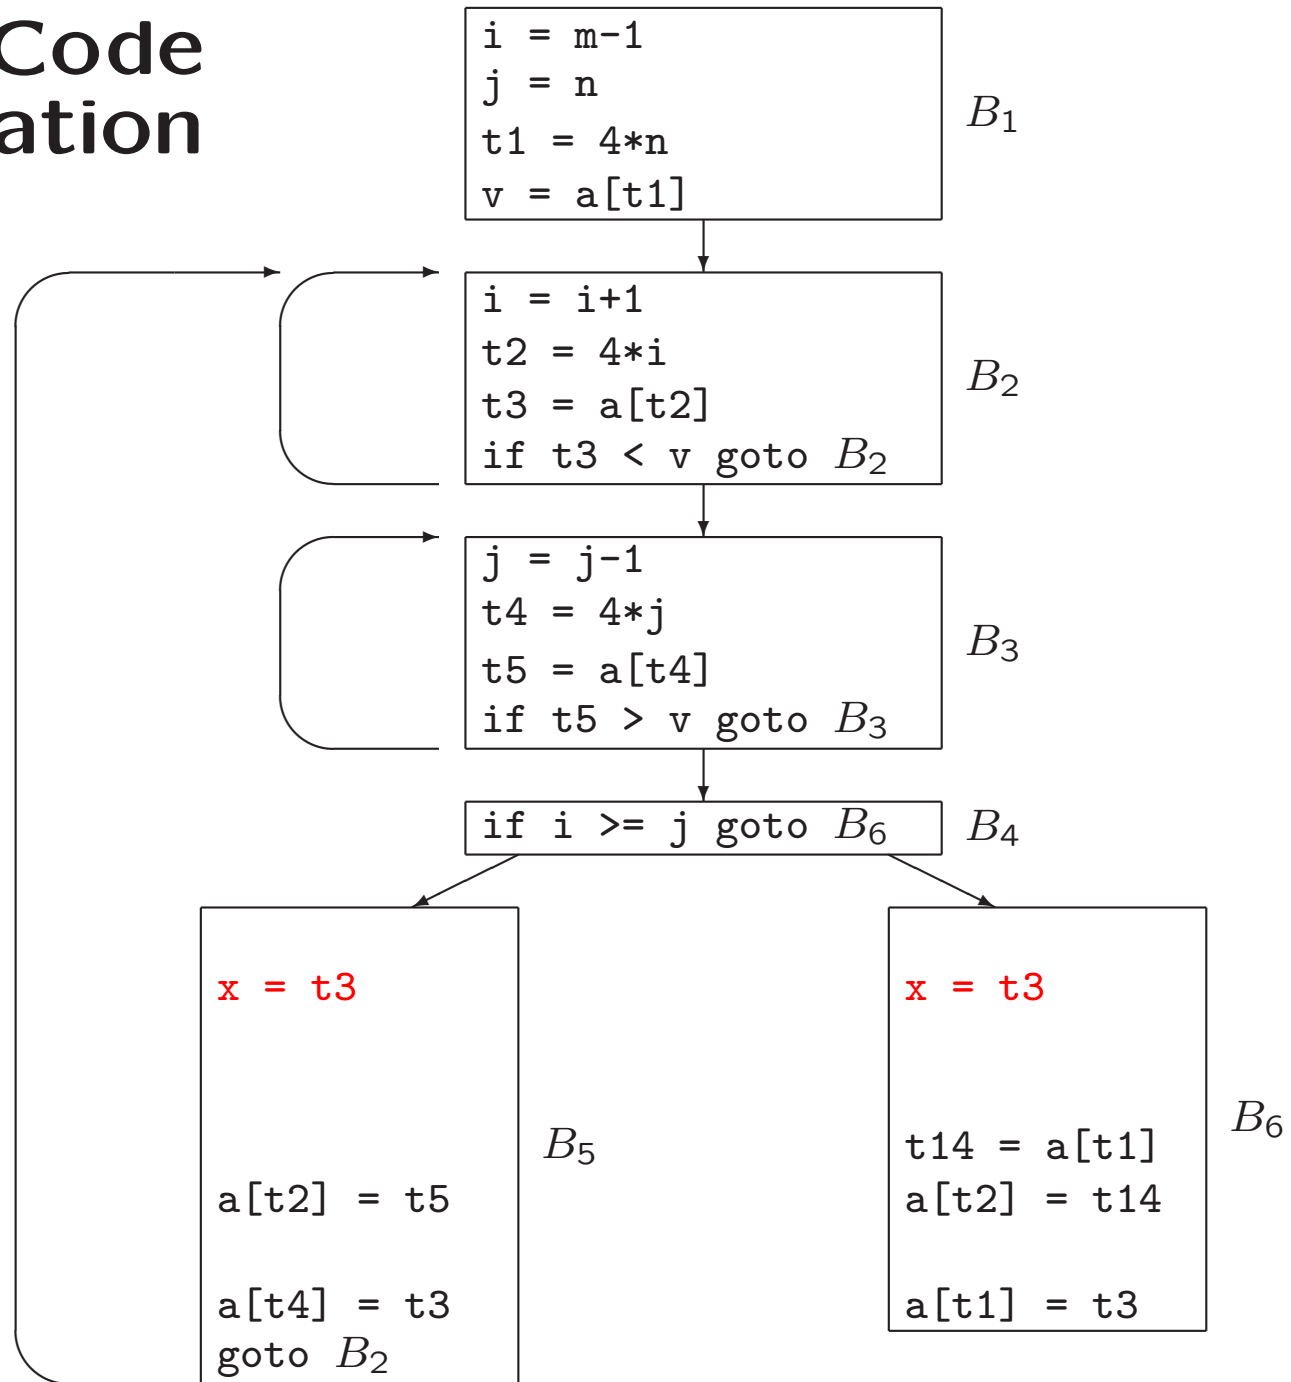 Code
ation
i = m-1
j = n
t1 = 4*n
v = a[t1]
B1
i = i+1
t2 = 4*i
t3 = a[t2]
if t3 < v goto B2
B2
j = j-1
t4 = 4*j
t5 = a[t4]
if t5 > v goto B3
B3
if i >= j goto B6
B4
x = t3
a[t2] = t5
a[t4] = t3
goto B2
B5
x = t3
t14 = a[t1]
a[t2] = t14
a[t1] = t3
B6